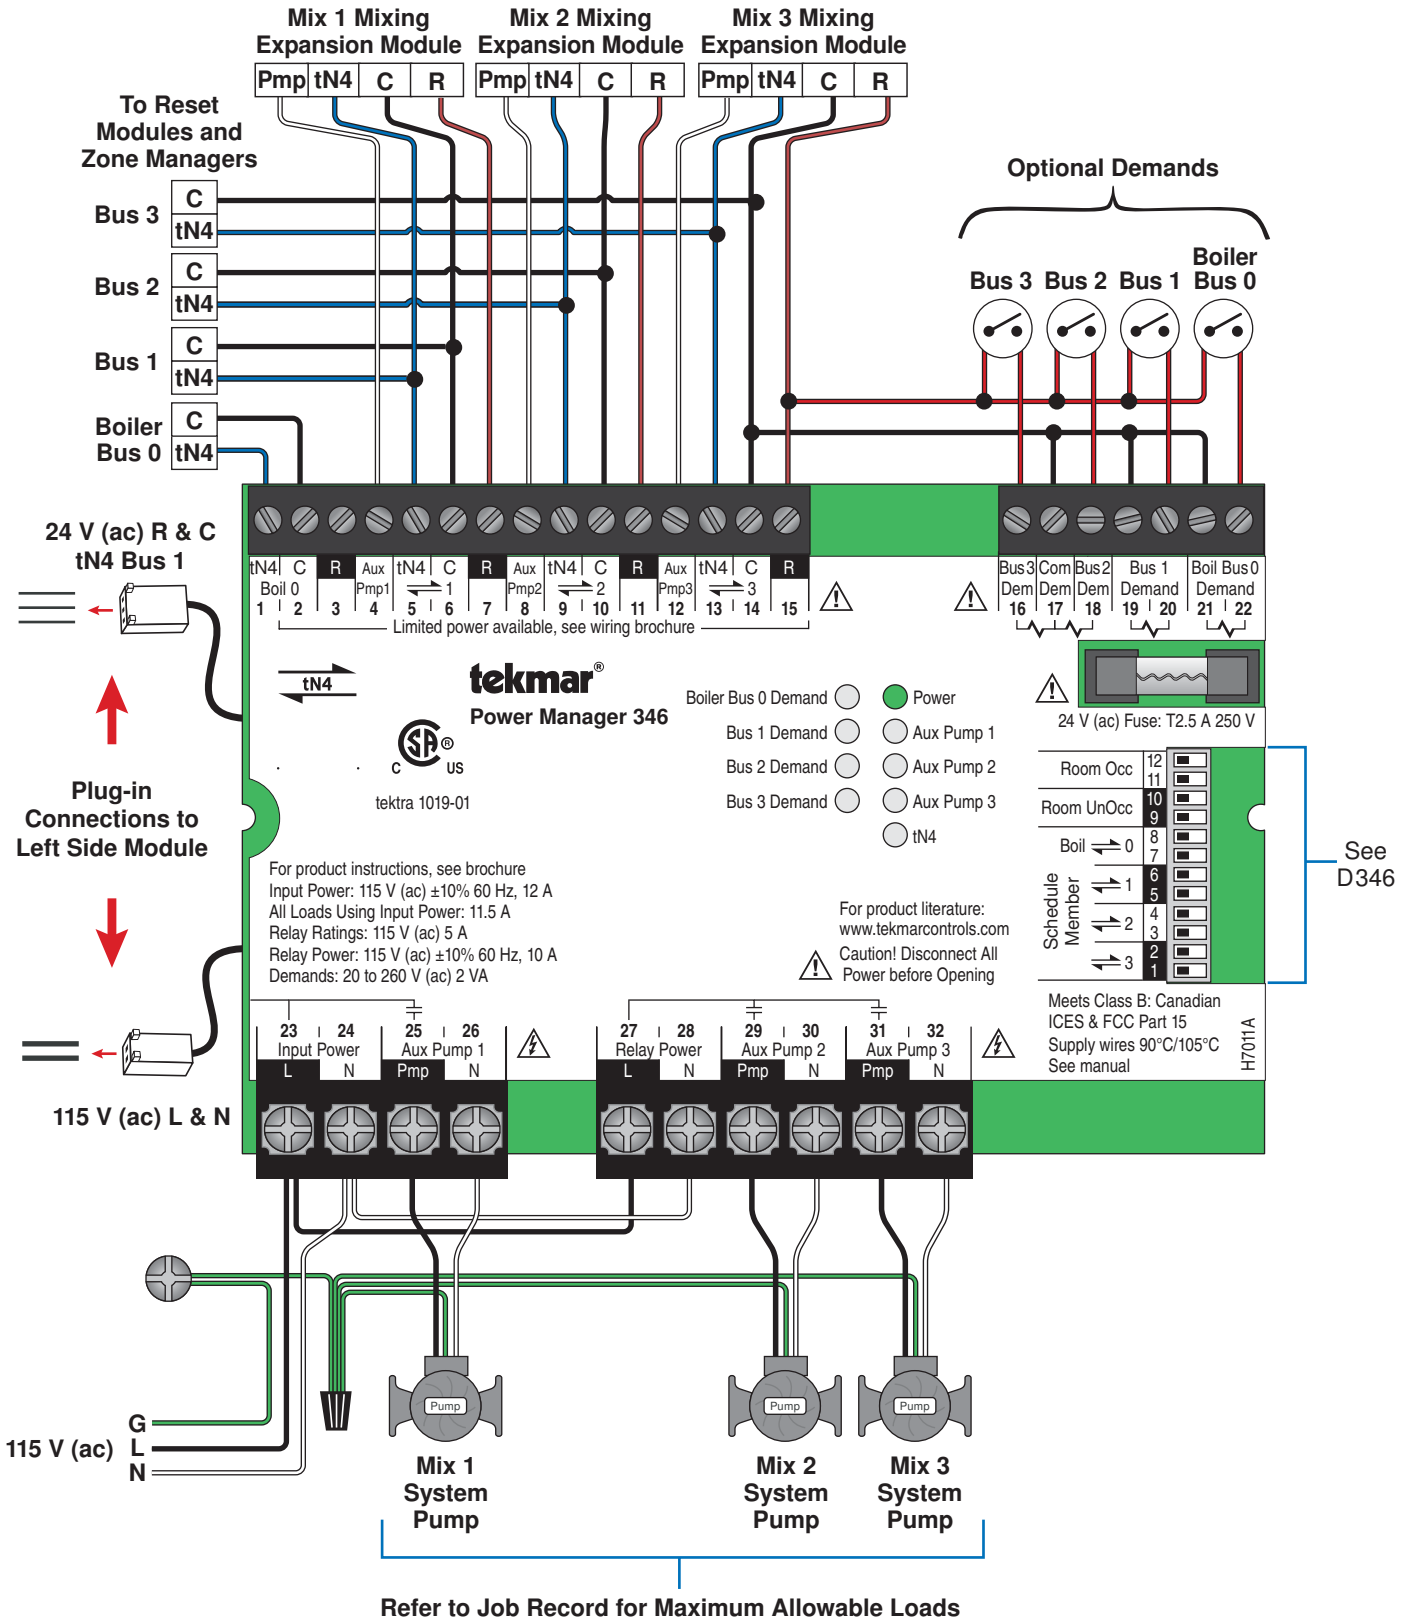 Mix 1 Mixing
Expansion Module
Mix 2 Mixing
Expansion Module
Mix 3 Mixing
Expansion Module
Pmp tN4 C R
Pmp tN4 C R
Pmp tN4 C R
To Reset
Modules and
Zone Managers
Bus 3
C
tN4
Bus 2
C
tN4
Bus 1
C
tN4
Boiler
Bus 0
C
tN4
Optional Demands
Bus 3
Bus 2
Bus 1
Boiler
Bus 0
24 V (ac) R & C
tN4 Bus 1
Plug-in
Connections to
Left Side Module
115 V (ac) L & N
tN4 C R Aux tN4 C R Aux tN4 C R Aux tN4 C R
Boil 0 Pmp1 1 Pmp2 2 Pmp3 3
1 2 3 4 5 6 7 8 9 10 11 12 13 14 15
Limited power available, see wiring brochure
Bus3 Com Bus2 Bus 1 Boil Bus0
Dem Dem Dem Demand Demand
16 17 18 19 20 21 22
tN4
tekmar®
Power Manager 346
CSA ®
C US
tektra 1019-01
Boiler Bus 0 Demand
Bus 1 Demand
Bus 2 Demand
Bus 3 Demand
Power
Aux Pump 1
Aux Pump 2
Aux Pump 3
tN4
24 V (ac) Fuse: T2.5 A 250 V
Room Occ
12
11
Room UnOcc
10
9
Boil 0
8
7
Schedule
Member
1
6
5
2
4
3
3
2
1
See
D346
For product instructions, see brochure
Input Power: 115 V (ac) ±10% 60 Hz, 12 A
All Loads Using Input Power: 11.5 A
Relay Ratings: 115 V (ac) 5 A
Relay Power: 115 V (ac) ±10% 60 Hz, 10 A
Demands: 20 to 260 V (ac) 2 VA
For product literature:
www.tekmarcontrols.com
Caution! Disconnect All
Power before Opening
Meets Class B: Canadian
ICES & FCC Part 15
Supply wires 90°C/105°C
See manual
H7011A
23 24 25 26
Input Power Aux Pump 1
L N Pmp N
27 28 29 30 31 32
Relay Power Aux Pump 2 Aux Pump 3
L N Pmp N Pmp N
115 V (ac)
G
L
N
Pump
Pump
Pump
Mix 1
System
Pump
Mix 2
System
Pump
Mix 3
System
Pump
Refer to Job Record for Maximum Allowable Loads